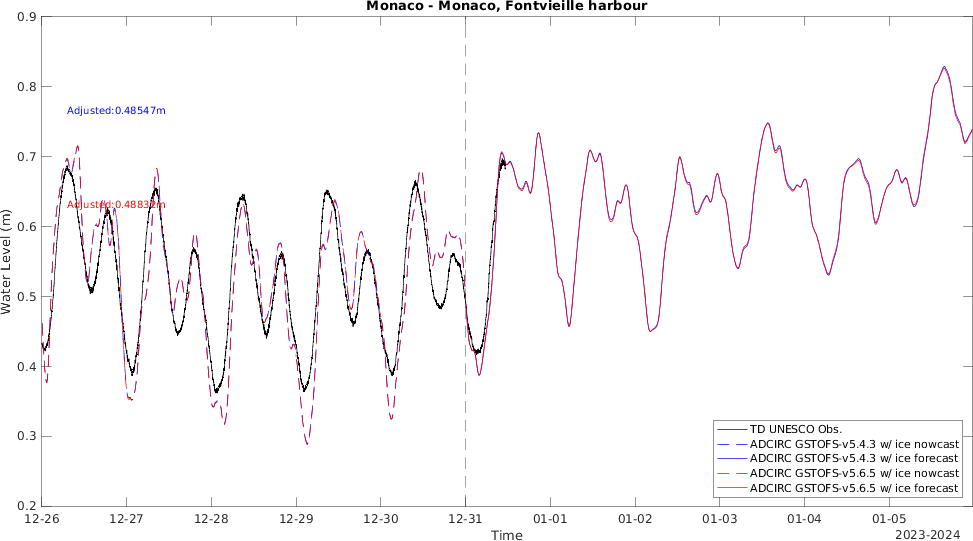 Monaco - Monaco, Fontvieille harbour
0.9
0.8
0.7
0.6
0.5
0.4
0.3
0.2
Water Level (m)
Adjusted:0.48547m
TD UNESCO Obs.
ADCIRC GSTOFS-v5.4.3 w/ ice nowcast
ADCIRC GSTOFS-v5.4.3 w/ ice forecast
ADCIRC GSTOFS-v5.6.5 w/ ice nowcast
ADCIRC GSTOFS-v5.6.5 w/ ice forecast
12-26 12-27 12-28 12-29 12-30 12-31 01-01 01-02 01-03 01-04 01-05
Time
2023-2024